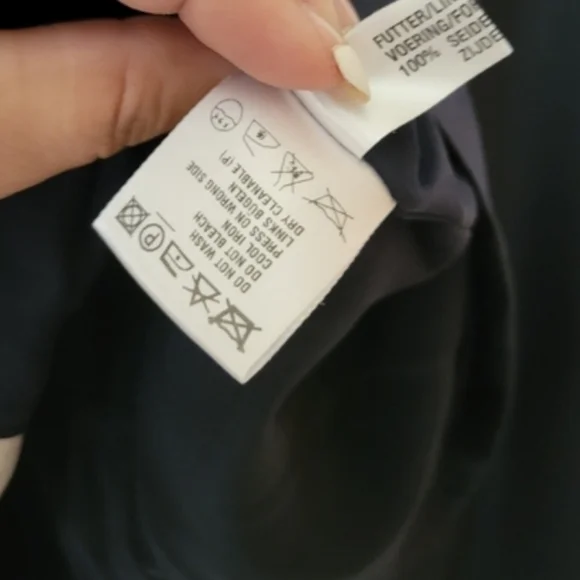 FUTTER/LIN
VOERING/FO
100% SEIDE
ZIJDE
DO NOT WASH
DO NOT BLEACH
COOL IRON
PRESS ON WRONG SIDE
LINKS BUGELN
DRY CLEANABLE (P)
P